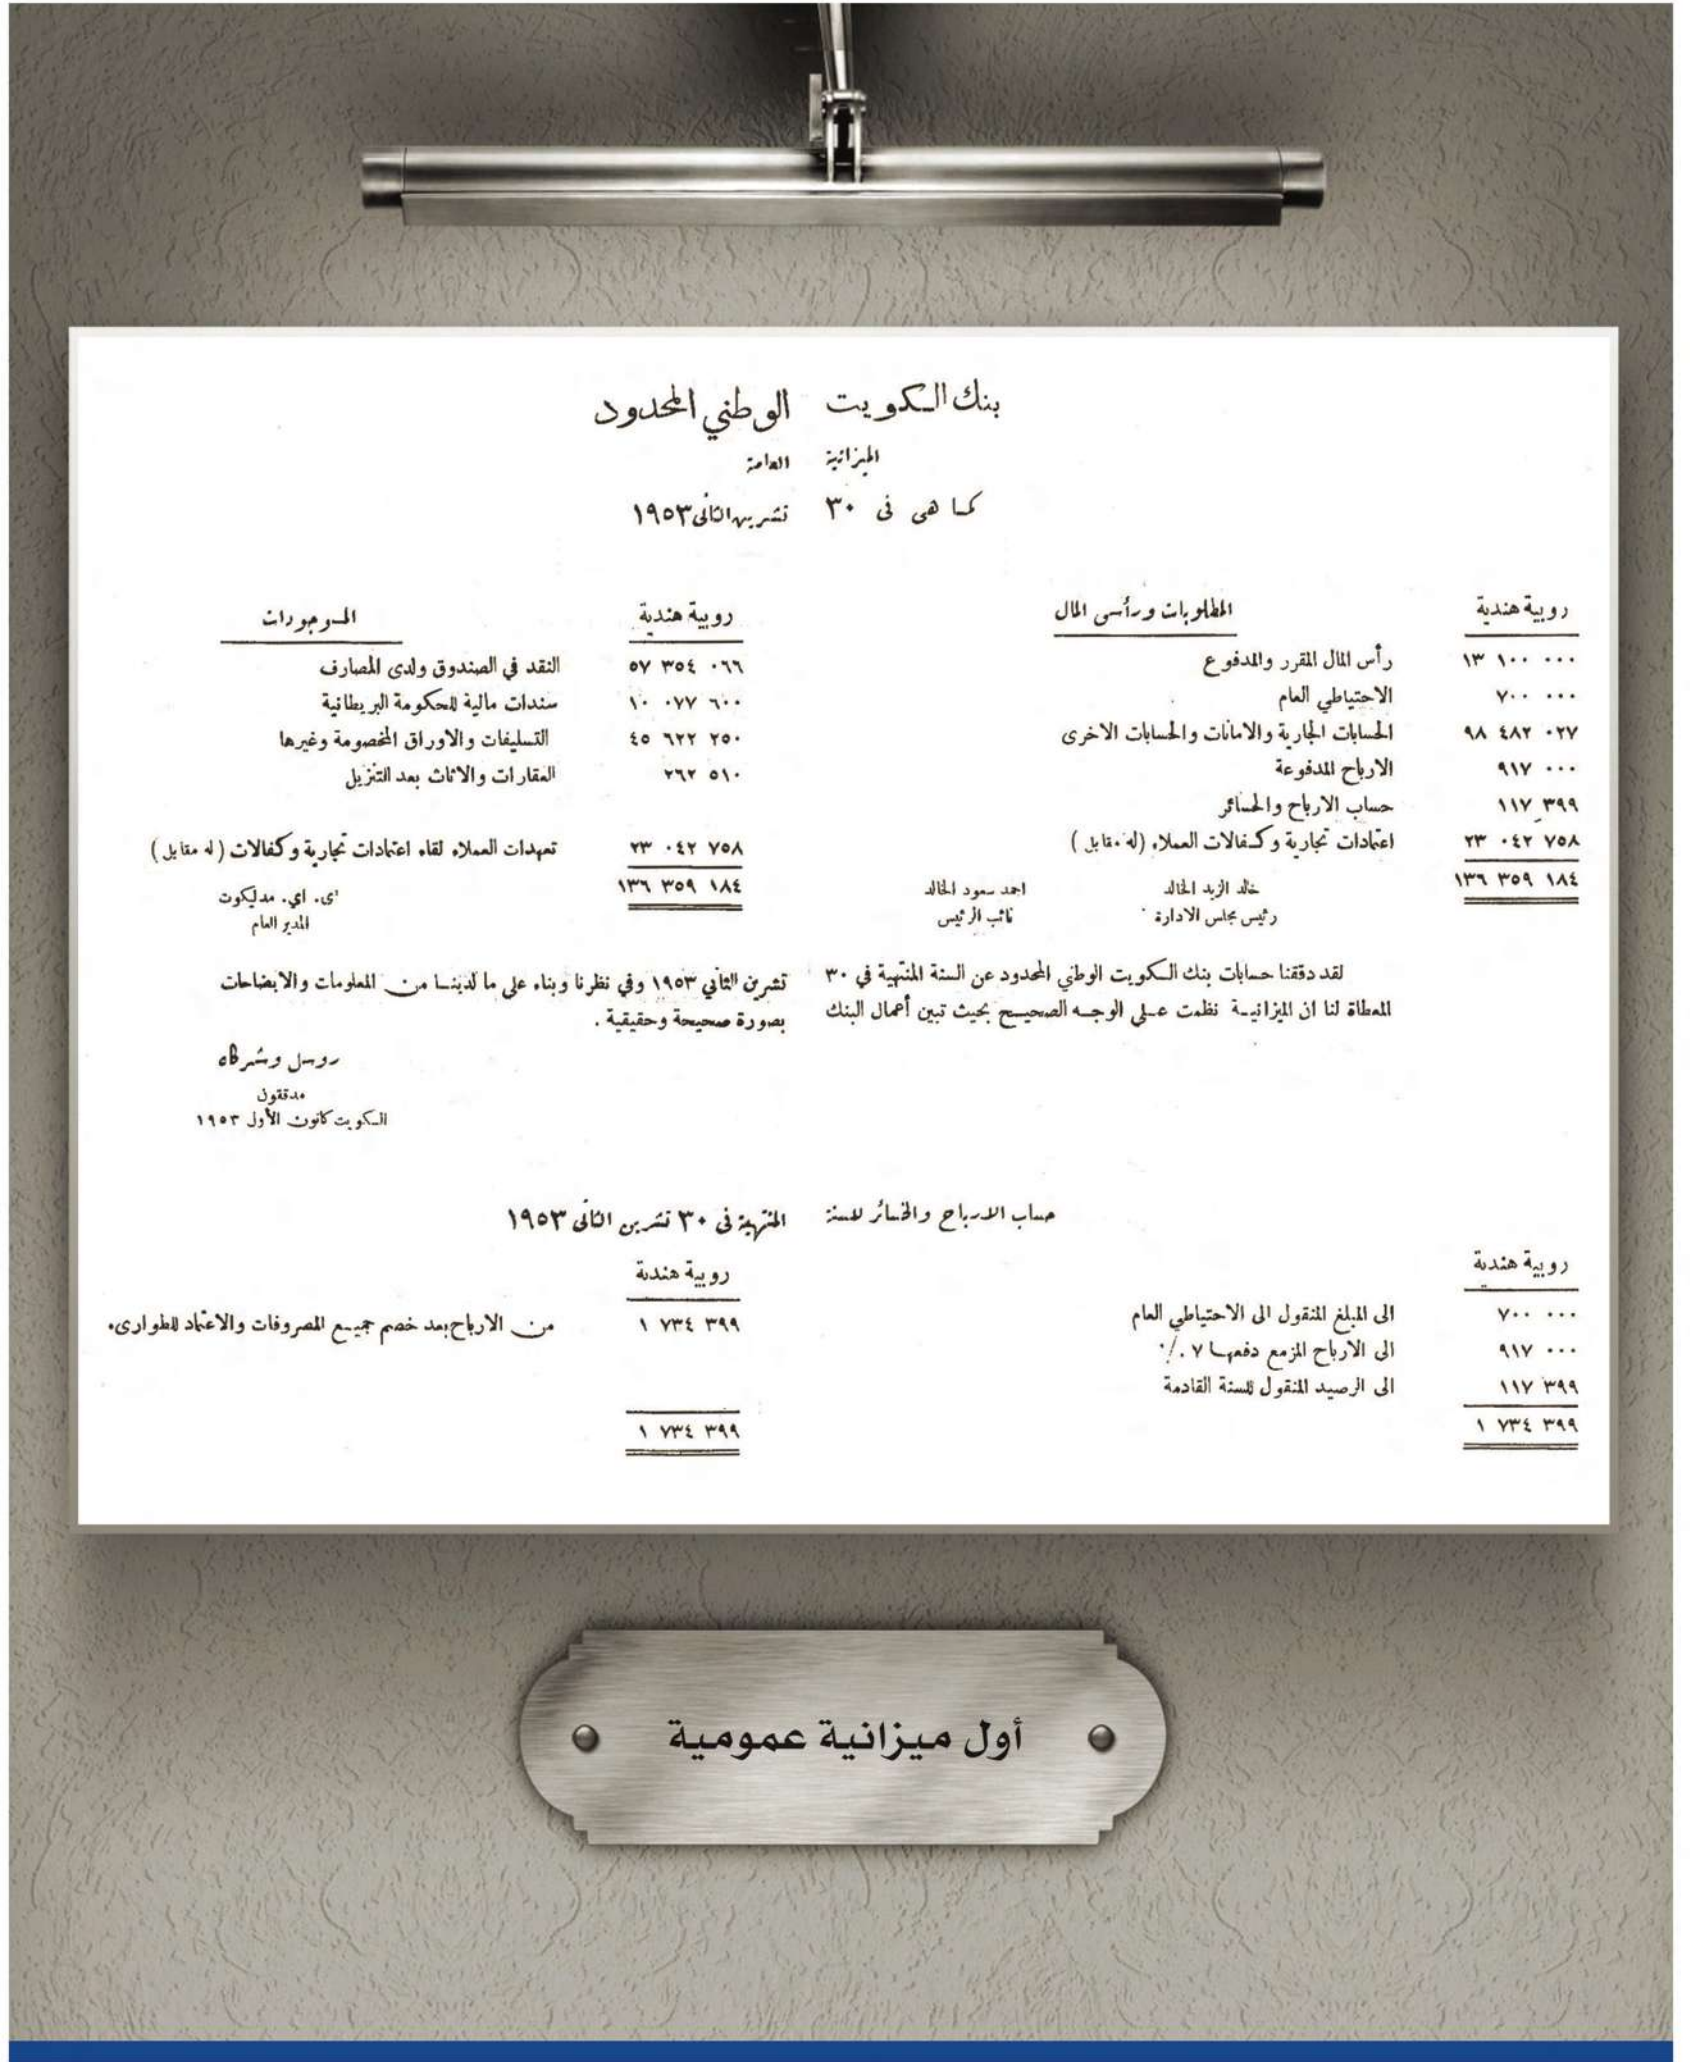 بنك الكويت الوطني المحدود
الميزانية العامة
كما هي في ٣٠ تشرين الثاني ١٩٥٣
روبية هندية المطلوبات ورأس المال
١٣ ١٠٠ ٠٠٠ رأس المال المقرر والمدفوع
٧٠٠ ٠٠٠ الاحتياطي العام
٩٨ ٤٨٢ ٠٢٧ الحسابات الجارية والامانات والحسابات الاخرى
٩١٧ ٠٠٠ الارباح المدفوعة
١١٧ ٣٩٩ حساب الارباح والخسائر
٢٣ ٠٤٢ ٧٥٨ اعتمادات تجارية وكفالات العملاء (له مقابل)
١٣٦ ٣٥٩ ١٨٤
خالد الزيد الخالد
رئيس مجلس الادارة
احمد سعود الخالد
نائب الرئيس
روبية هندية الموجودات
٥٧ ٣٥٤ ٠٦٦ النقد في الصندوق ولدى المصارف
١٠ ٠٧٧ ٦٠٠ سندات مالية للحكومة البريطانية
٤٥ ٦٢٢ ٢٥٠ التسليفات والاوراق المخصومة وغيرها
٢٦٢ ٥١٠ العقارات والاثاث بعد التنزيل
٢٣ ٠٤٢ ٧٥٨ تعهدات العملاء لقاء اعتمادات تجارية وكفالات (له مقابل)
١٣٦ ٣٥٩ ١٨٤
ي. اي. مدليكوت
المدير العام
لقد دققنا حسابات بنك الكويت الوطني المحدود عن السنة المنتهية في ٣٠ تشرين الثاني ١٩٥٣ وفي نظرنا وبناء على ما لدينا من المعلومات والايضاحات
المعطاة لنا ان الميزانية نظمت على الوجه الصحيح بحيث تبين أعمال البنك بصورة صحيحة وحقيقية .
روسل وشركاه
مدققون
الكويت كانون الأول ١٩٥٣
حساب الارباح والخسائر للسنة المنتهية في ٣٠ تشرين الثاني ١٩٥٣
روبية هندية
٧٠٠ ٠٠٠ الى المبلغ المنقول الى الاحتياطي العام
٩١٧ ٠٠٠ الى الارباح المزمع دفعها ٧ ٪
١١٧ ٣٩٩ الى الرصيد المنقول للسنة القادمة
١ ٧٣٤ ٣٩٩
روبية هندية
١ ٧٣٤ ٣٩٩ من الارباح بعد خصم جميع المصروفات والاعتماد للطوارى.
١ ٧٣٤ ٣٩٩
أول ميزانية عمومية